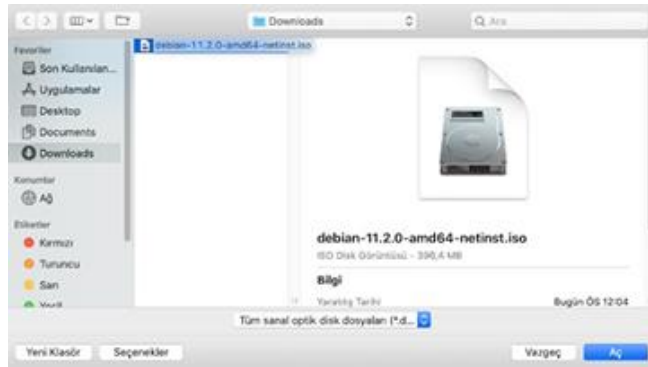 Downloads
Ara
Favoriler
Son Kullanılan...
Uygulamalar
Desktop
Documents
Downloads
Konumlar
Ağ
Etiketler
Kırmızı
Turuncu
Sarı
Yeşil
debian-11.2.0-amd64-netinst.iso
debian-11.2.0-amd64-netinst.iso
ISO Disk Görüntüsü - 396,4 MB
Bilgi
Yaratılış Tarihi Bugün ÖS 12:04
Tüm sanal optik disk dosyaları (*.d...
Yeni Klasör Seçenekler Vazgeç Aç